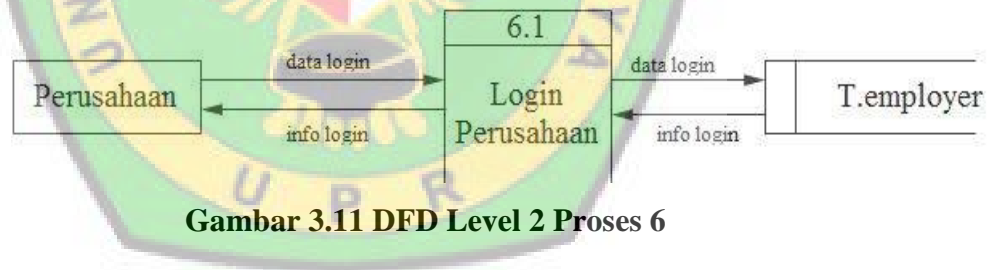 6.1
data login
data login
Perusahaan
Login
Perusahaan
T.employer
info login
info login
U P R
Gambar 3.11 DFD Level 2 Proses 6